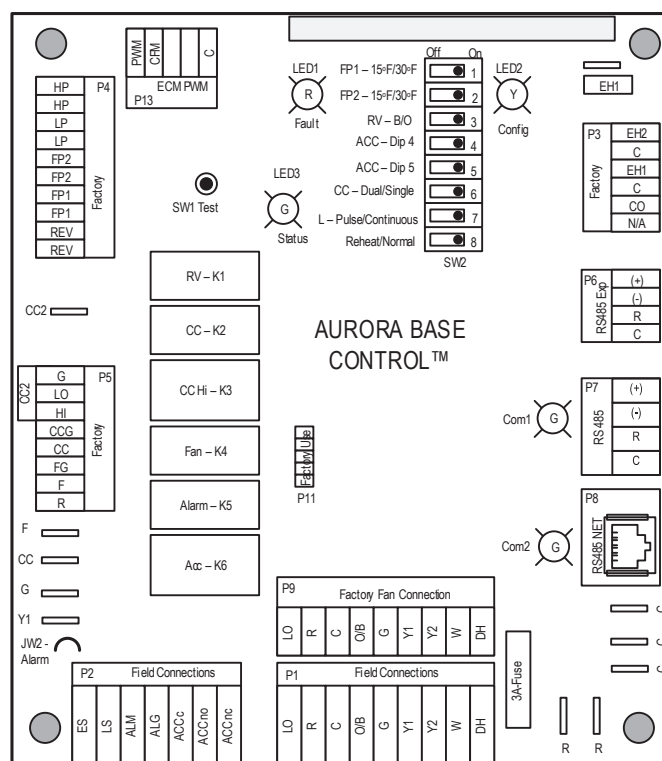 PWM
CFM
ECM PWM
C
P13
LED1
R
Fault
Off
On
FP1 – 15ºF/30ºF
1
FP2 – 15ºF/30ºF
2
RV – B/O
3
ACC – Dip 4
4
ACC – Dip 5
5
CC – Dual/Single
6
L – Pulse/Continuous
7
Reheat/Normal
8
SW2
LED2
Y
Config
EH1
P4
HP
HP
LP
LP
FP2
FP2
FP1
FP1
REV
REV
Factory
SW1 Test
LED3
G
Status
P3
Factory
EH2
C
EH1
C
CO
N/A
CC2
RV – K1
CC – K2
CC Hi – K3
Fan – K4
Alarm – K5
Acc – K6
AURORA BASE
CONTROL™
P6
RS485 Exp
(+)
(-)
R
C
CC2
P5
G
LO
HI
CCG
CC
FG
F
R
Factory
Factory Use
P11
Com1
G
P7
RS 485
(+)
(-)
R
C
Com2
G
P8
RS485 NET
F
CC
G
Y1
JW2 -
Alarm
P9
Factory Fan Connection
LO
R
C
O/B
G
Y1
Y2
W
DH
P2
Field Connections
ES
LS
ALM
ALG
ACCc
ACCno
ACCnc
P1
Field Connections
LO
R
C
O/B
G
Y1
Y2
W
DH
3A-Fuse
C
C
C
R
R